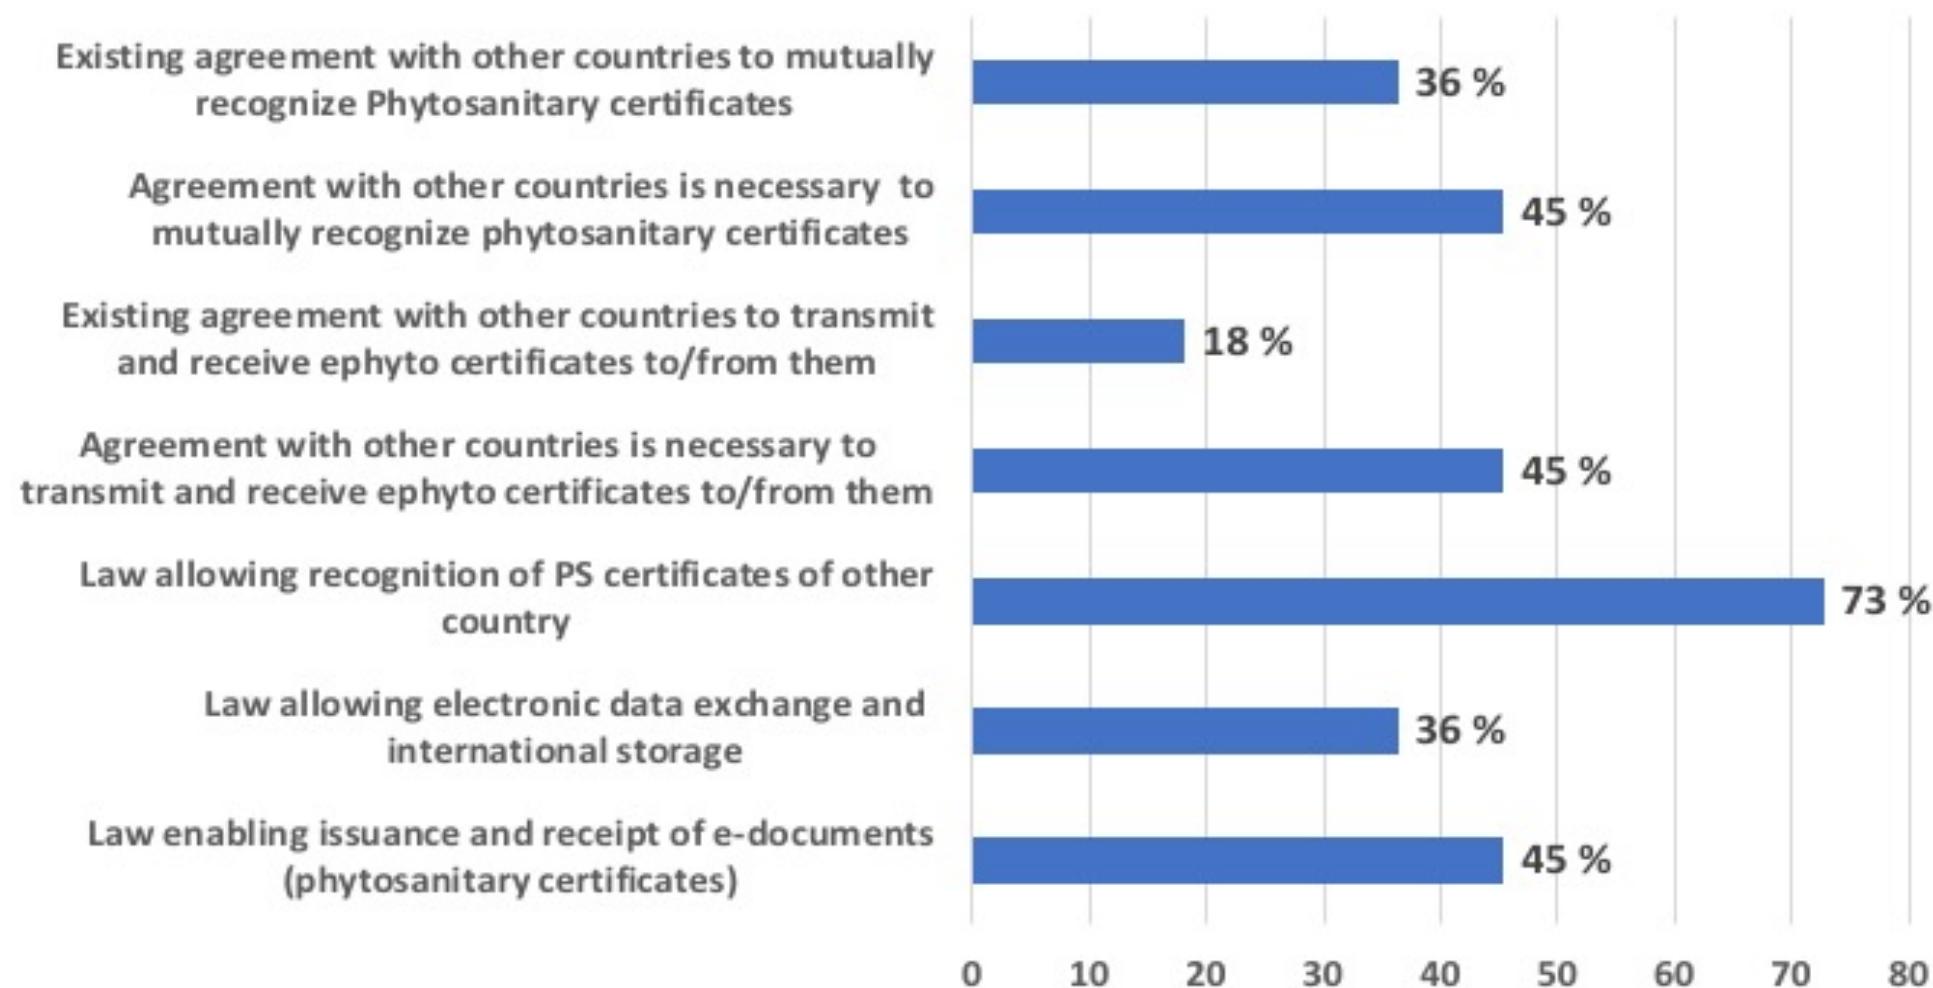 Existing agreement with other countries to mutually
recognize Phytosanitary certificates
36 %
Agreement with other countries is necessary to
mutually recognize phytosanitary certificates
45 %
Existing agreement with other countries to transmit
and receive ephyto certificates to/from them
18 %
Agreement with other countries is necessary to
transmit and receive ephyto certificates to/from them
45 %
Law allowing recognition of PS certificates of other
country
73 %
Law allowing electronic data exchange and
international storage
36 %
Law enabling issuance and receipt of e-documents
(phytosanitary certificates)
45 %
0 10 20 30 40 50 60 70 80